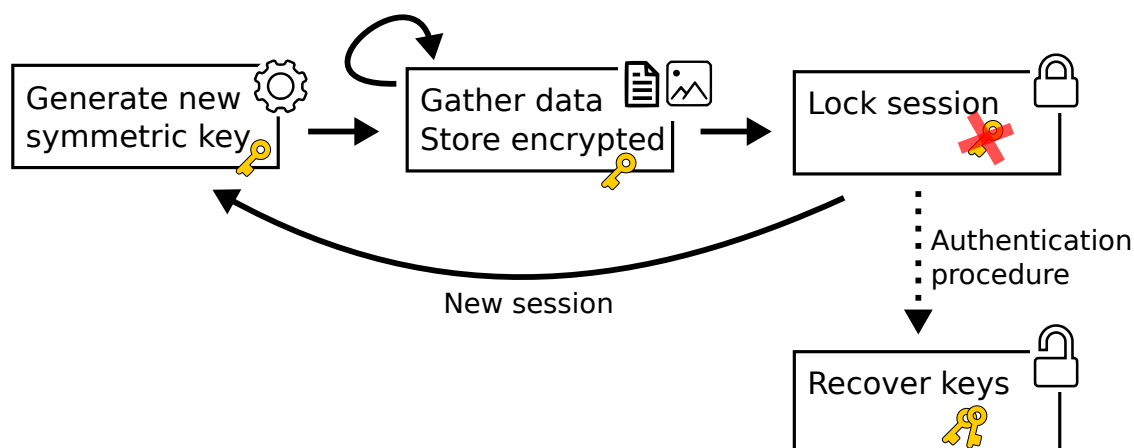 Generate new
symmetric key
Gather data
Store encrypted
Lock session
Authentication
procedure
New session
Recover keys